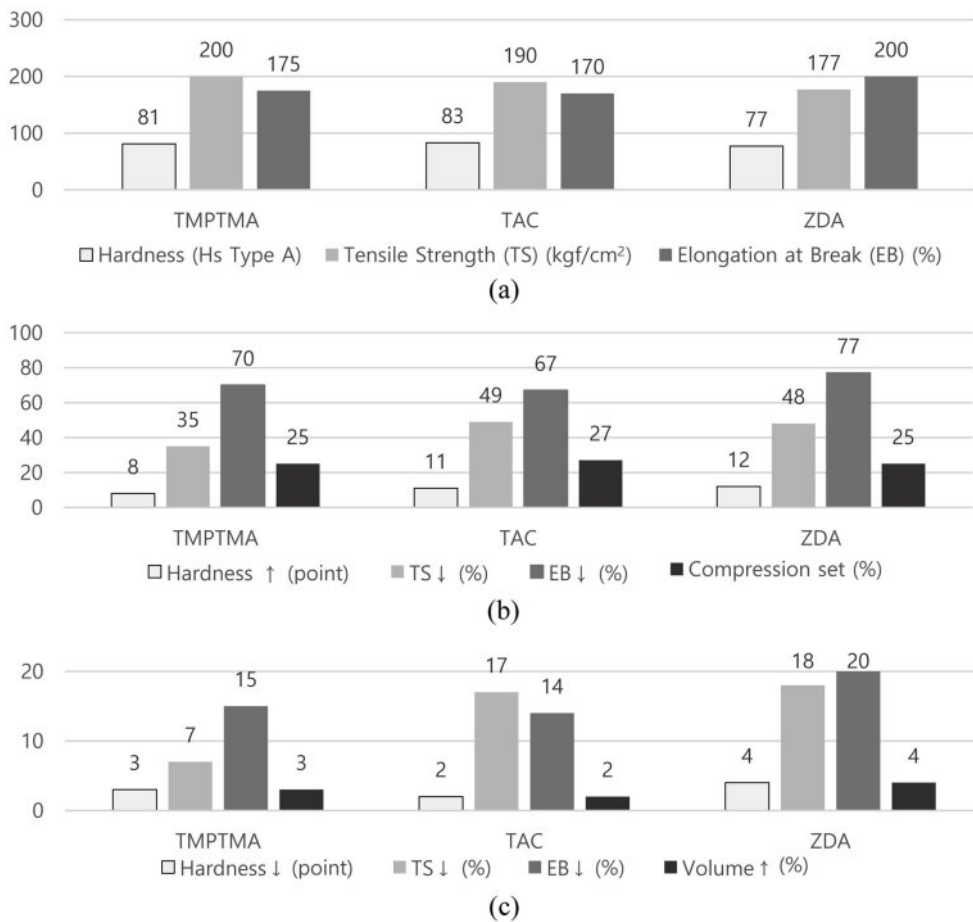 300
200
100
0
81
200
175
83
190
170
77
177
200
TMPTMA
TAC
ZDA
Hardness (Hs Type A)
Tensile Strength (TS) (kgf/cm²)
Elongation at Break (EB) (%)
(a)
100
80
60
40
20
0
8
35
70
25
11
49
67
27
12
48
77
25
TMPTMA
TAC
ZDA
Hardness ↑ (point)
TS ↓ (%)
EB ↓ (%)
Compression set (%)
(b)
20
10
0
3
7
15
3
2
17
14
2
4
18
20
4
TMPTMA
TAC
ZDA
Hardness ↓ (point)
TS ↓ (%)
EB ↓ (%)
Volume ↑ (%)
(c)